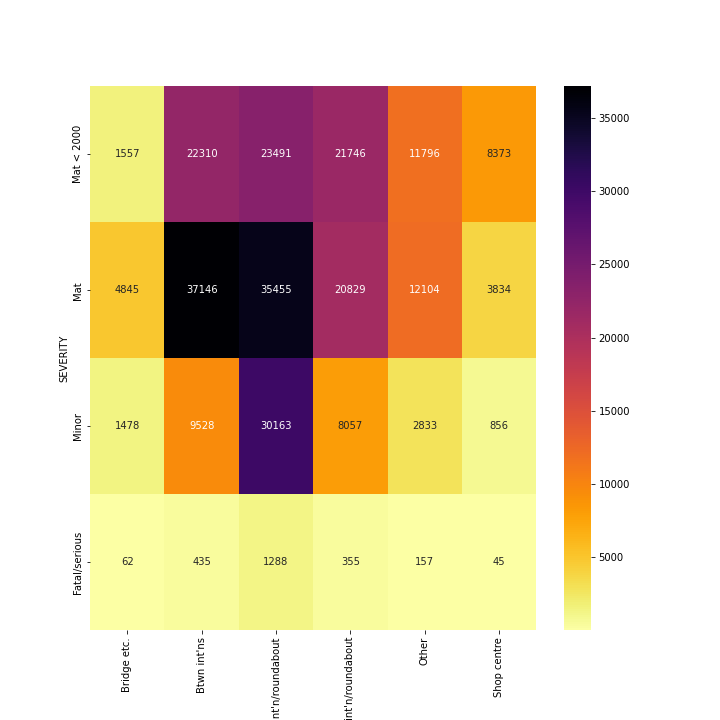 Mat < 2000
1557 22310 23491 21746 11796 8373
Mat
4845 37146 35455 20829 12104 3834
Minor
1478 9528 30163 8057 2833 856
Fatal/serious
62 435 1288 355 157 45
SEVERITY
Bridge etc.
Btwn int'ns
nt'n/roundabout
int'n/roundabout
Other
Shop centre
35000
30000
25000
20000
15000
10000
5000